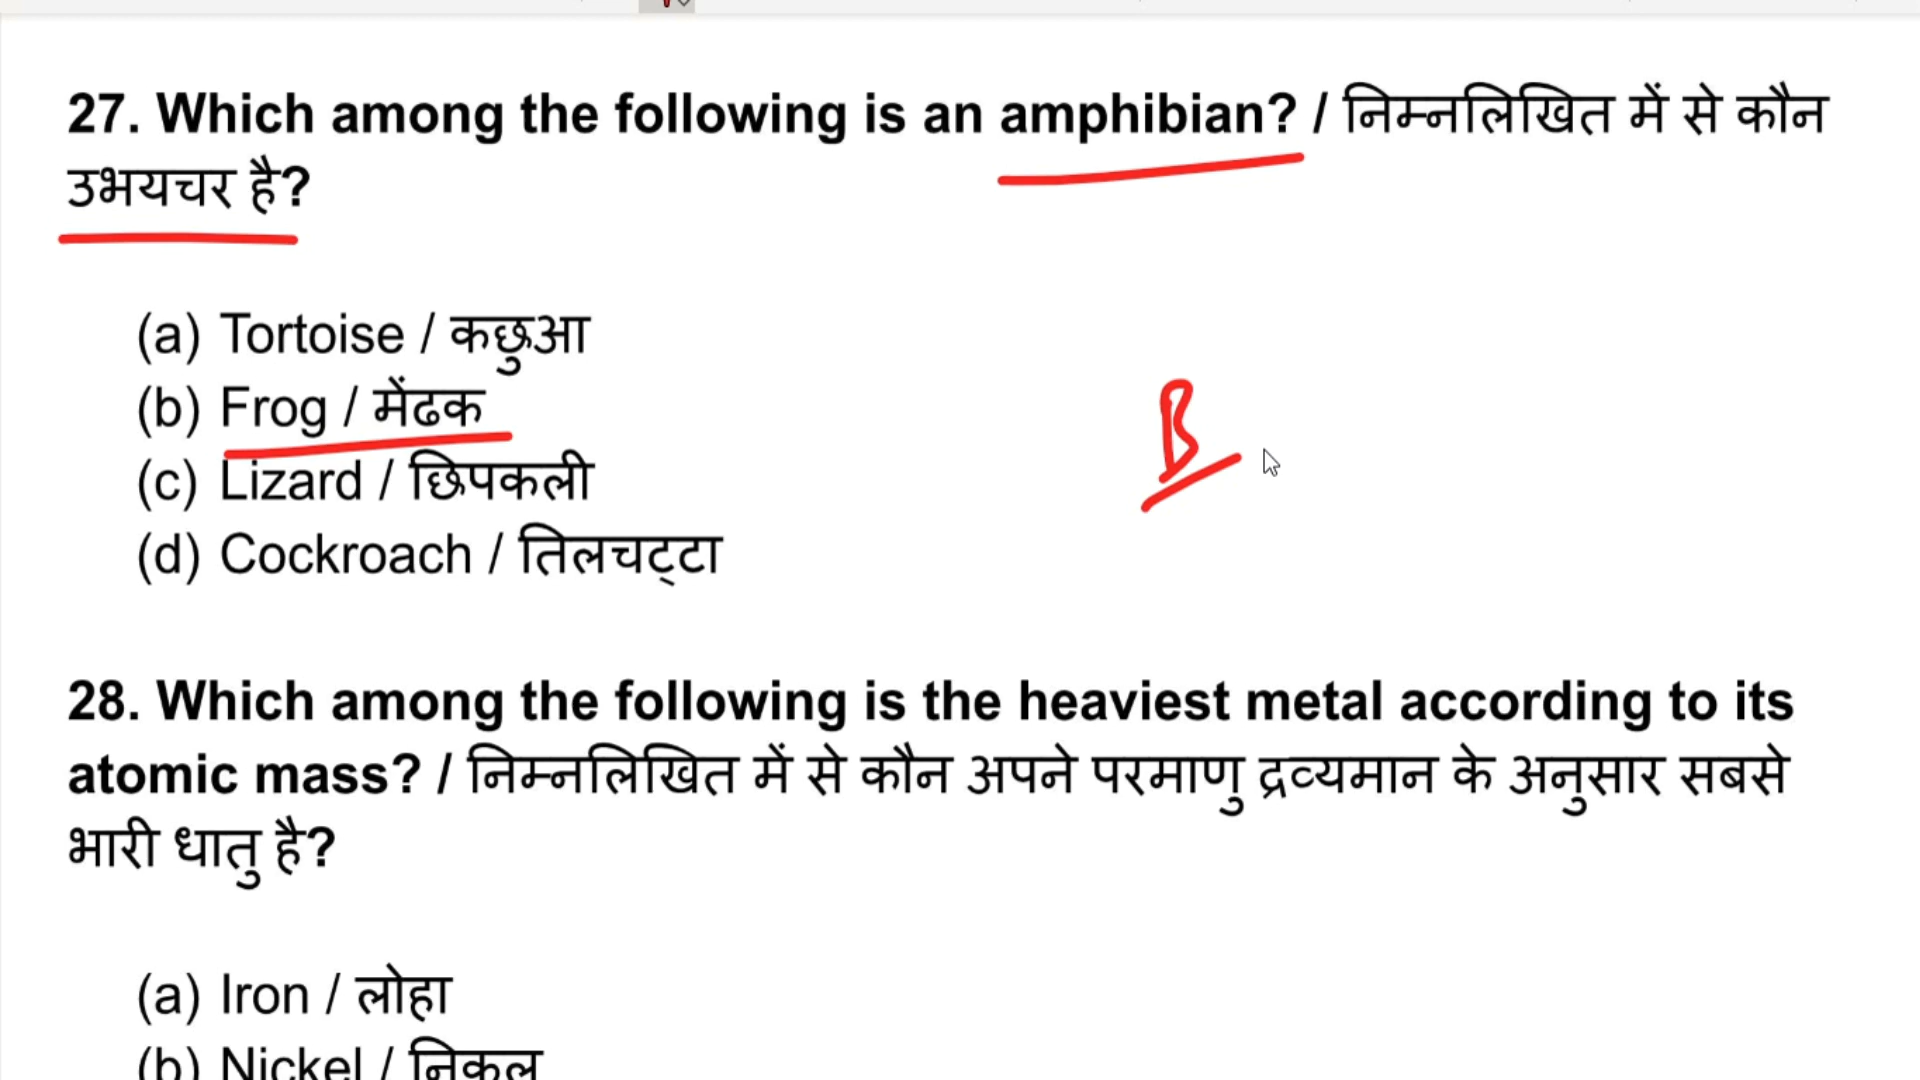 27. Which among the following is an amphibian? / निम्नलिखित में से कौन
उभयचर है?
(a) Tortoise / कछुआ
(b) Frog / मेंढक
(c) Lizard / छिपकली
(d) Cockroach / तिलचट्टा
B
28. Which among the following is the heaviest metal according to its
atomic mass? / निम्नलिखित में से कौन अपने परमाणु द्रव्यमान के अनुसार सबसे
भारी धातु है?
(a) Iron / लोहा
(b) Nickel / निकल